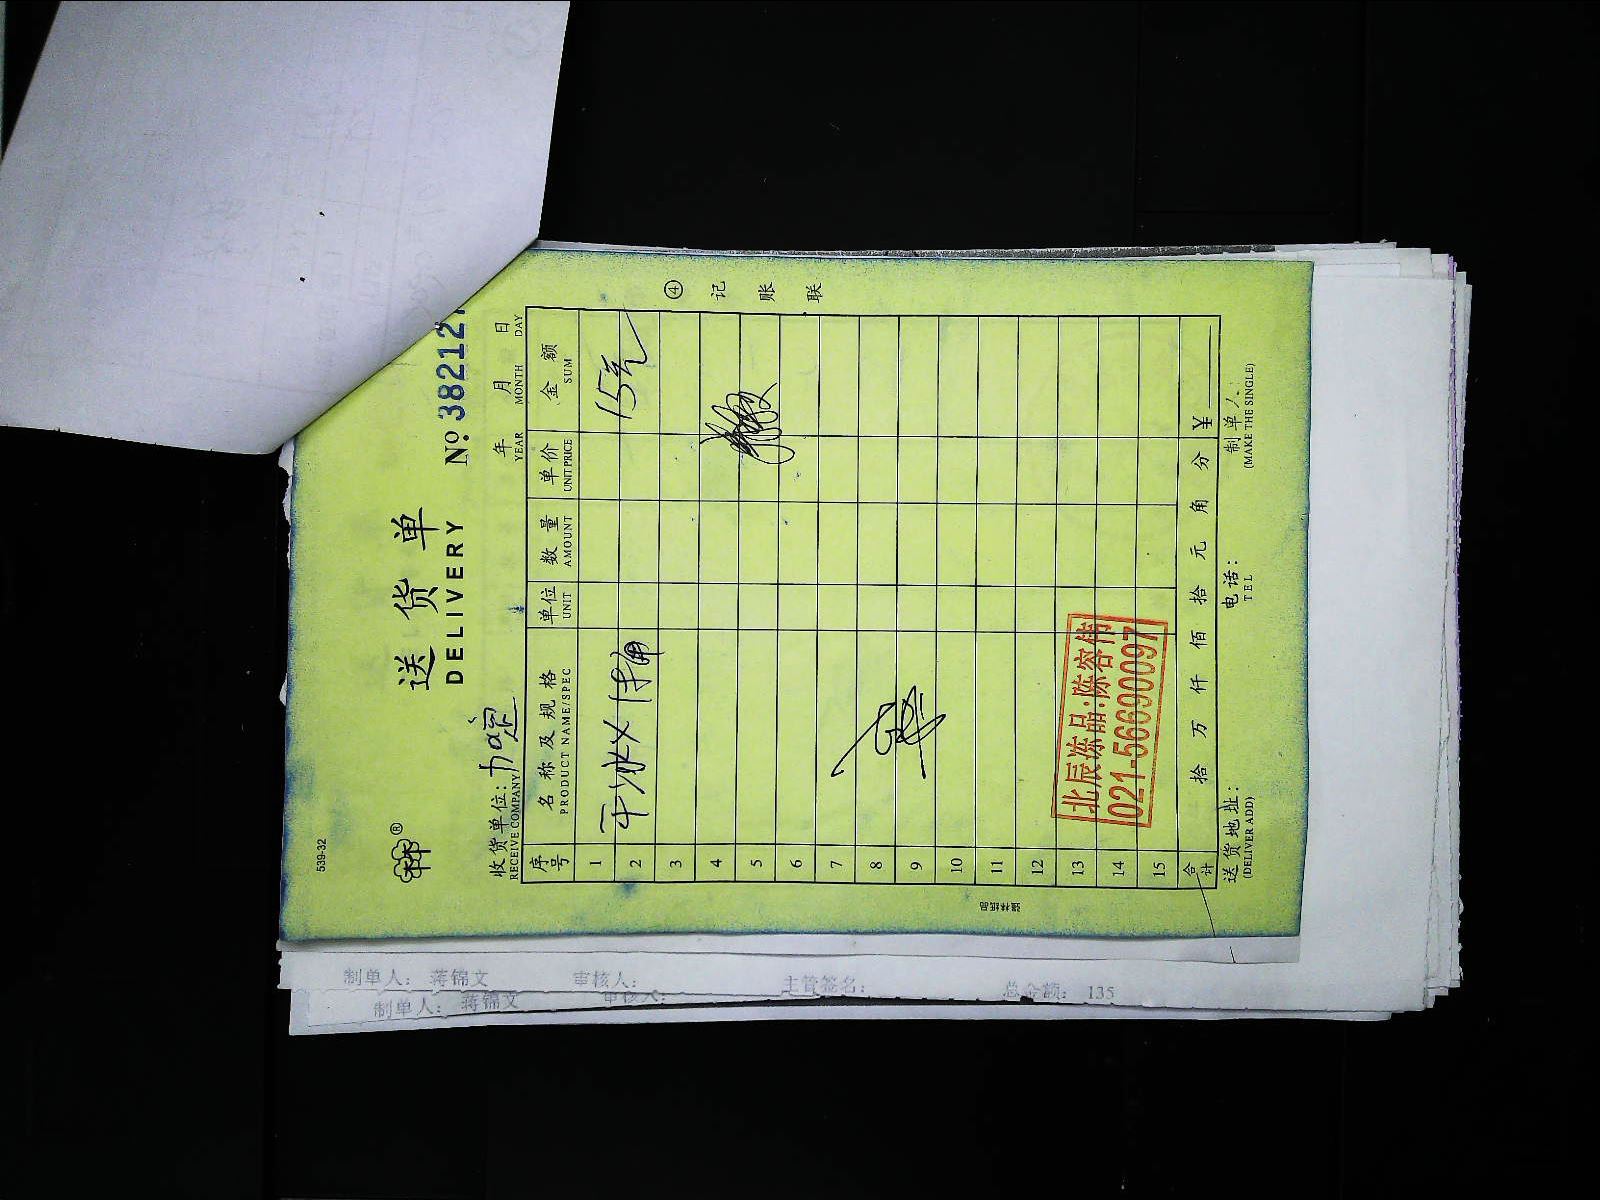 539-32
®
送货单
DELIVERY
No. 38212
收货单位：加定
RECEIVE COMPANY
年 月 日
YEAR MONTH DAY
序号 名称及规格 单位 数量 单价 金额
PRODUCT NAME/SPEC UNIT AMOUNT UNIT PRICE SUM
1
2 15元
3
4
5
6
7
8
9
10
11
12
13
14
15
北辰冻品:陈容伟
021-56690097
合计 拾 万 仟 佰 拾 元 角 分 ¥
送货地址： 电话： 制单人：
(DELIVER ADD) TEL (MAKE THE SINGLE)
④ 记账联
制单人： 蒋锦文 审核人： 主管签名： 总金额： 135
制单人： 蒋锦文 审核人：